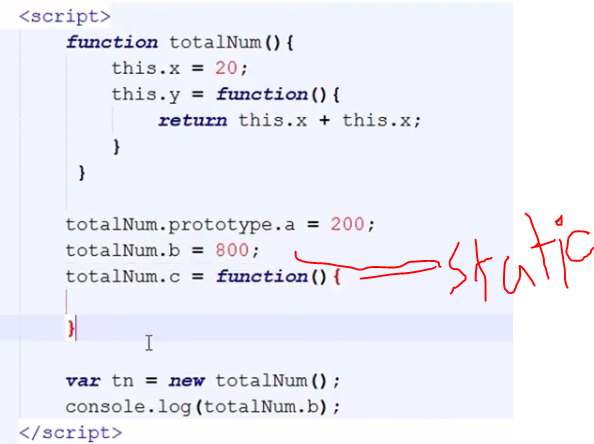 <script>
function totalNum(){
this.x = 20;
this.y = function(){
return this.x + this.x;
}
}
totalNum.prototype.a = 200;
totalNum.b = 800;
static
totalNum.c = function(){
}
var tn = new totalNum();
console.log(totalNum.b);
</script>